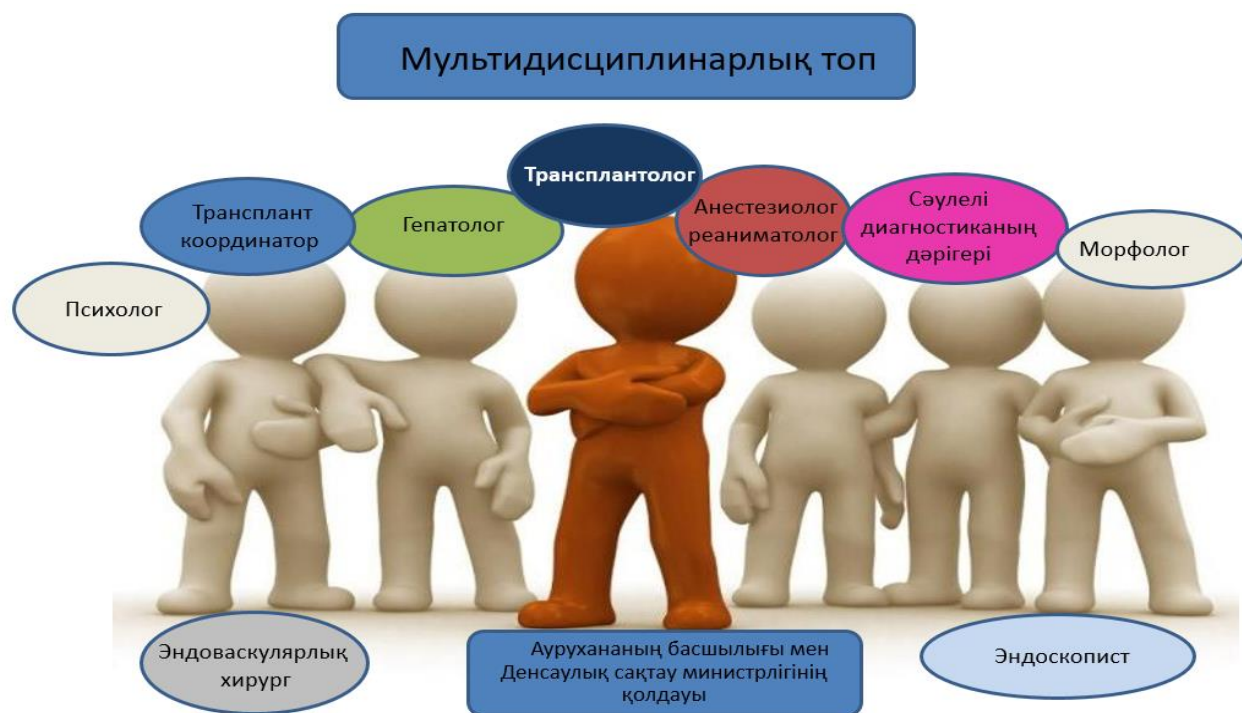 Мультидисциплинарлық топ
Трансплантолог
Трансплант
координатор
Гепатолог
Анестезиолог
реаниматолог
Сәулелі
диагностиканың
дәрігері
Морфолог
Психолог
Эндоваскулярлық
хирург
Аурухананың басшылығы мен
Денсаулық сақтау министрлігінің
қолдауы
Эндоскопист